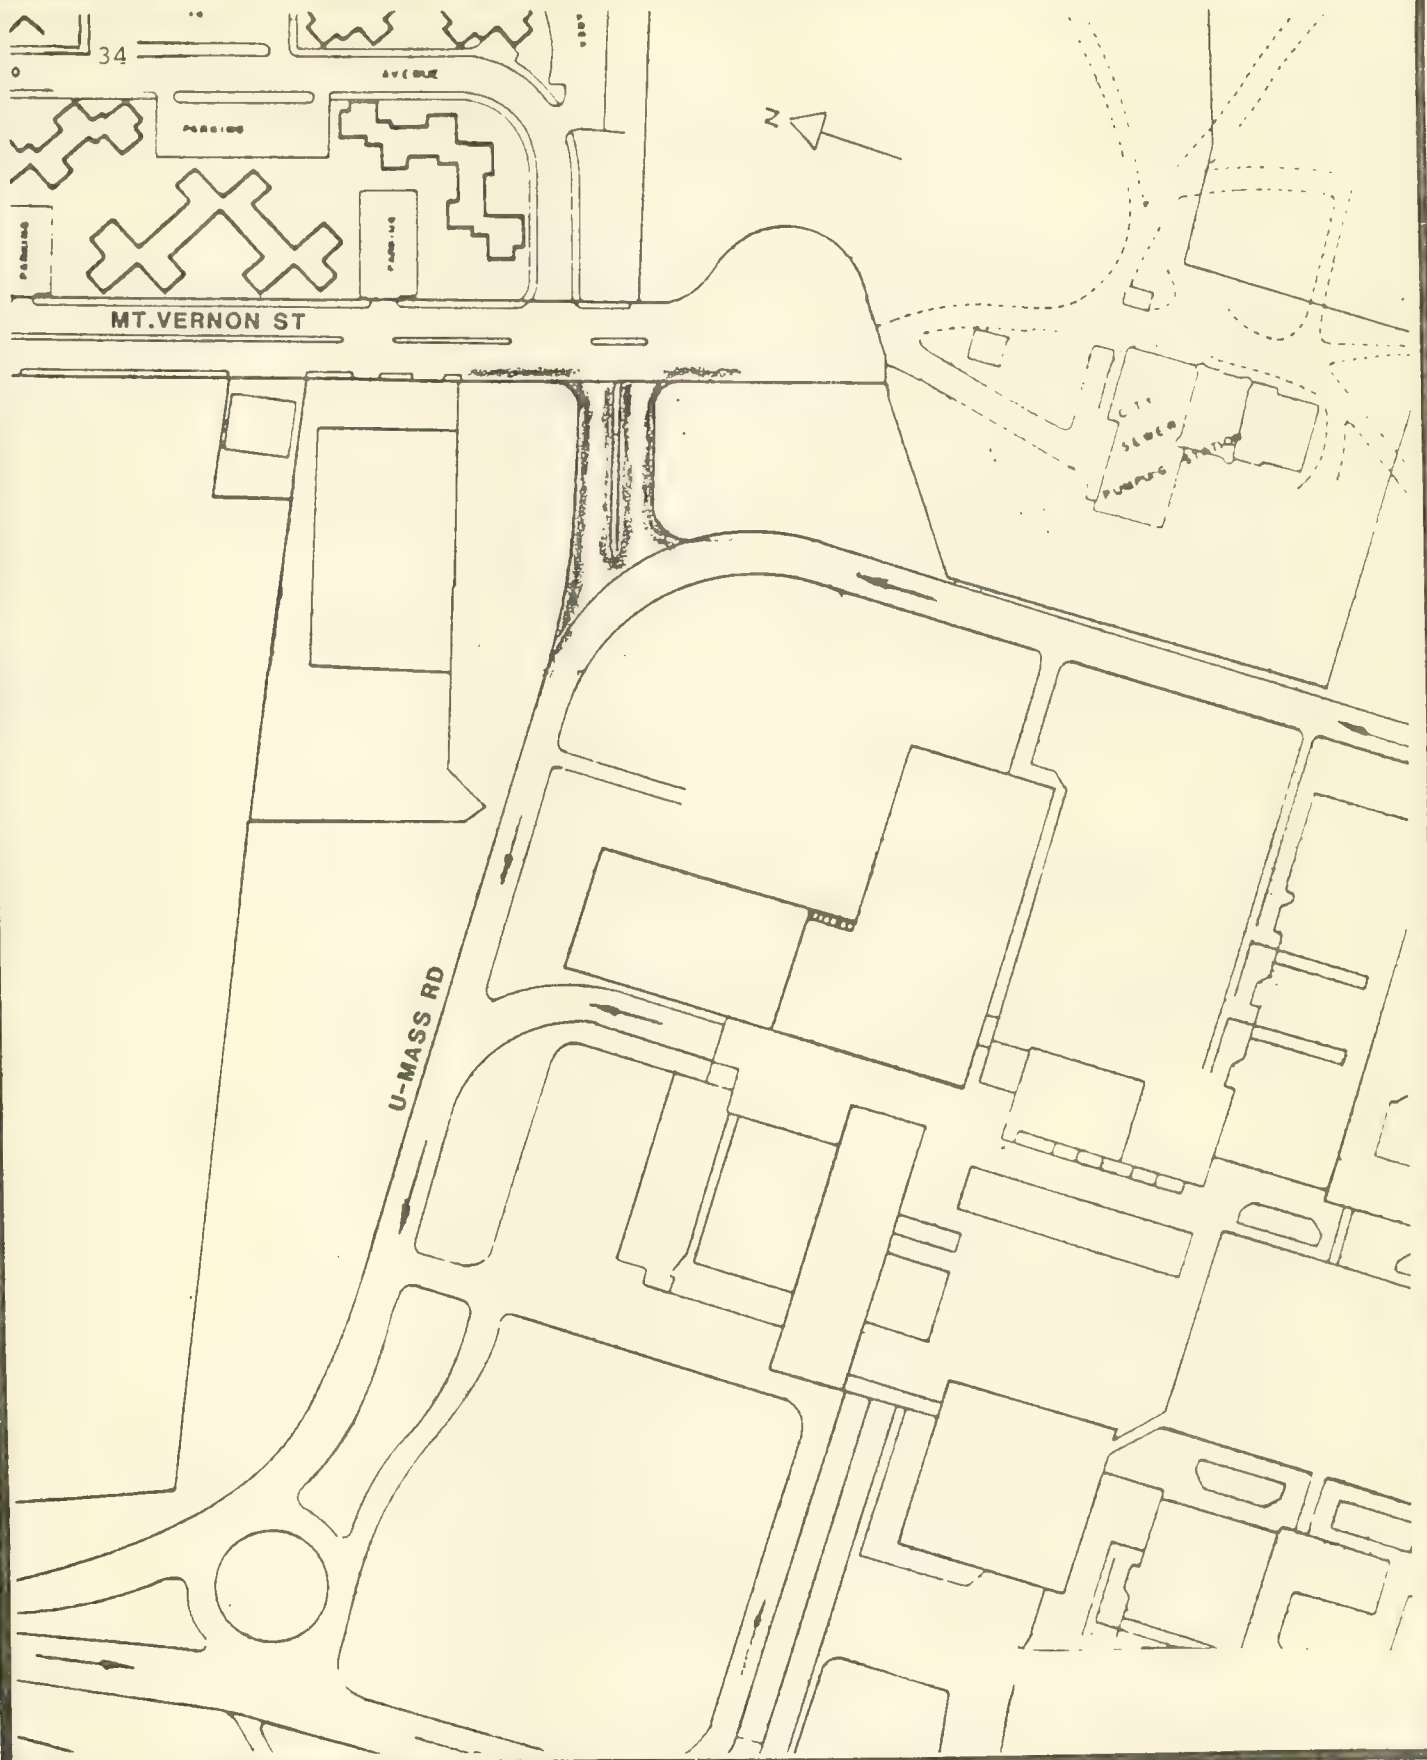 34
AVENUE
PARKING
PARKING
PARKING
N
MT.VERNON ST
CITY
SEWER
PUMPING STATION
U-MASS RD